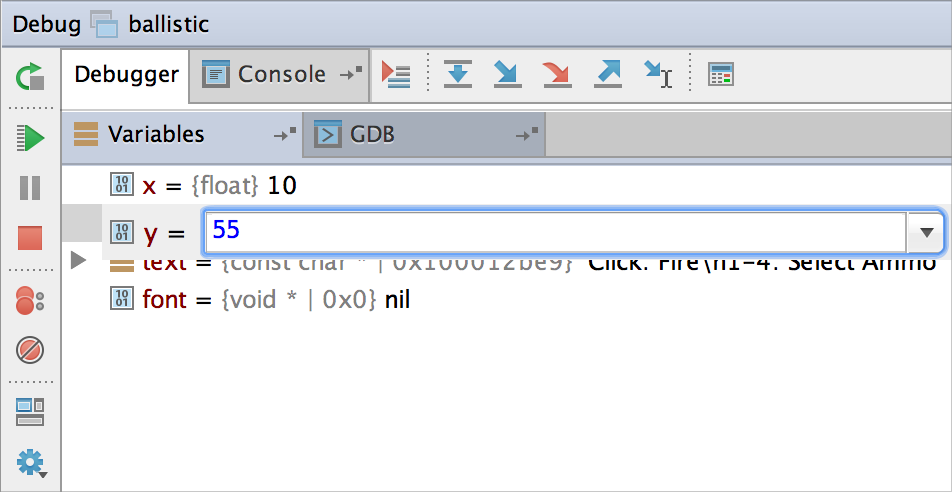 Debug ballistic
Debugger Console
Variables GDB
x = {float} 10
y = 55
text = {const char * | 0x100012be9} "Click: Fire\n1-4: Select Ammo
font = {void * | 0x0} nil